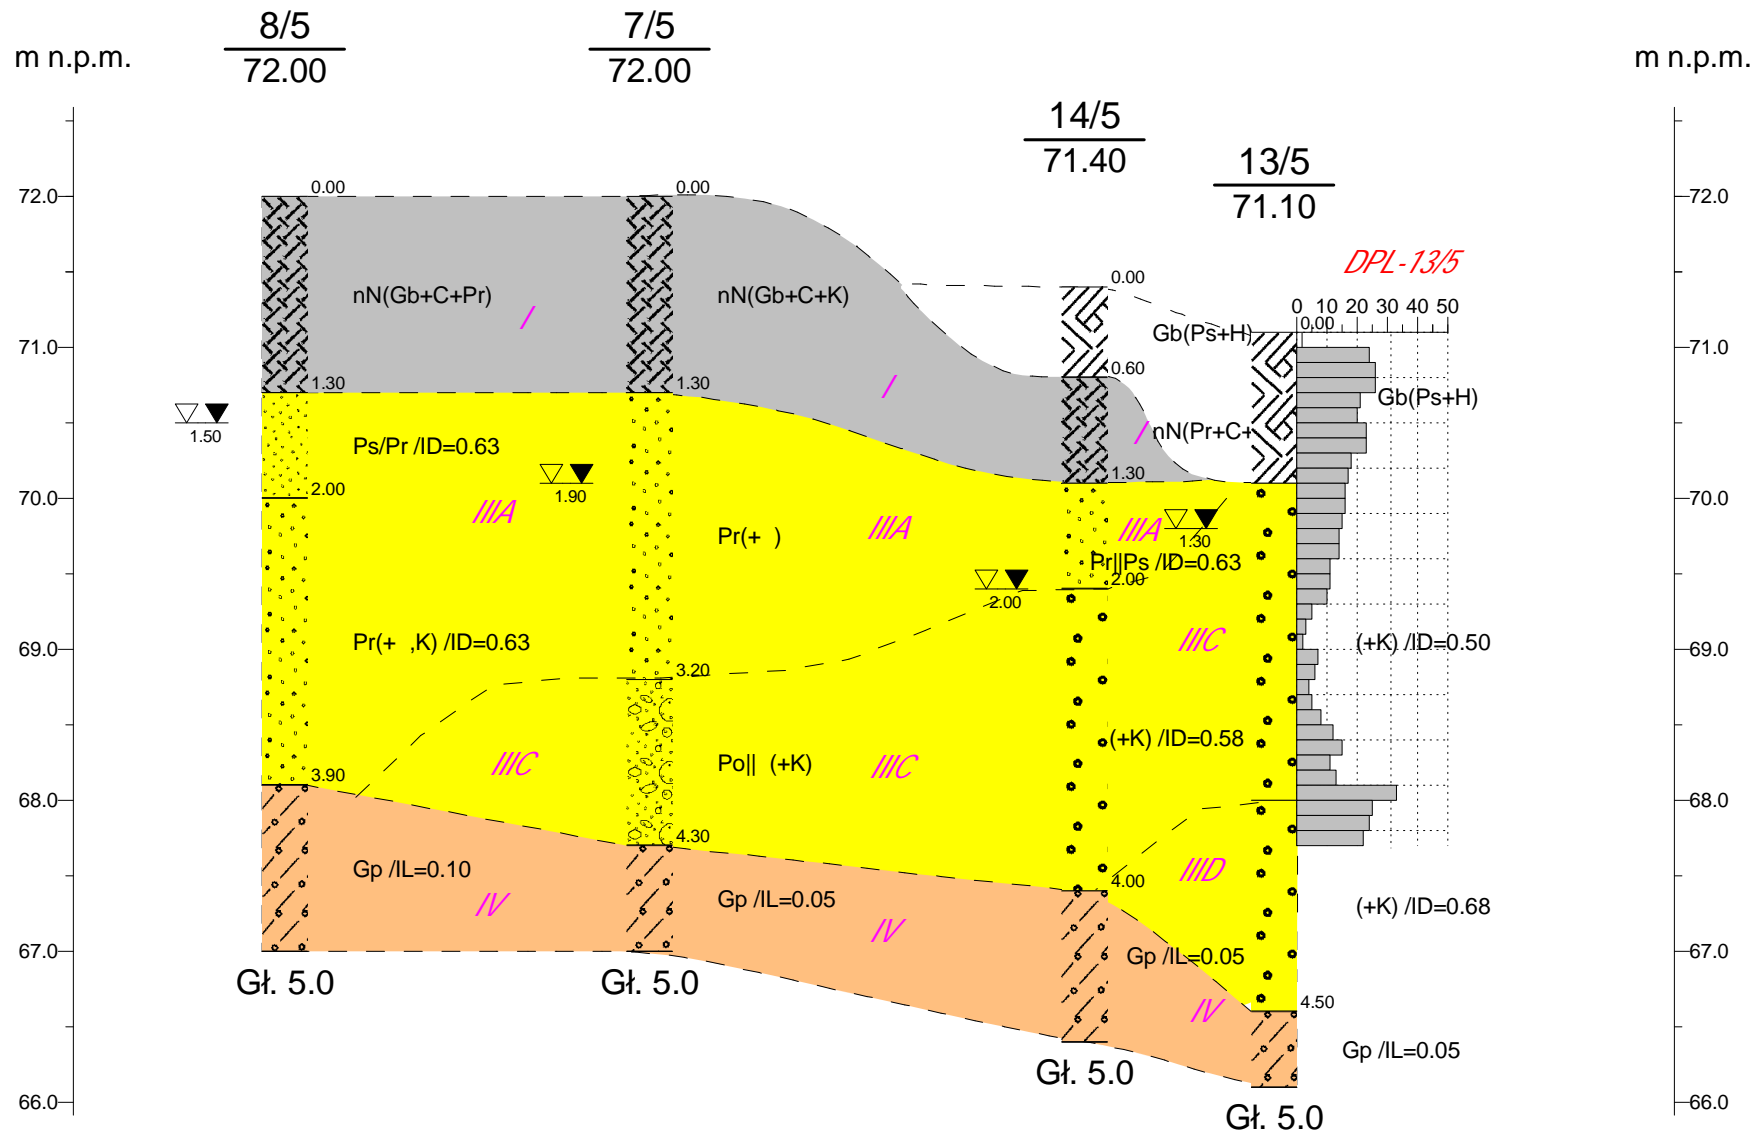 m n.p.m.
8/5
72.00
7/5
72.00
14/5
71.40
13/5
71.10
m n.p.m.
DPL-13/5
0 10 20 30 40 50
72.0
71.0
70.0
69.0
68.0
67.0
66.0
72.0
71.0
70.0
69.0
68.0
67.0
66.0
0.00
nN(Gb+C+Pr)
I
1.30
1.50
Ps/Pr /ID=0.63
2.00
IIIA
Pr(+ ,K) /ID=0.63
3.90
IIIC
Gp /IL=0.10
IV
Gł. 5.0
0.00
nN(Gb+C+K)
I
1.30
1.90
Pr(+ )
IIIA
3.20
Po|| (+K)
IIIC
4.30
Gp /IL=0.05
IV
Gł. 5.0
0.00
Gb(Ps+H)
0.60
I
nN(Pr+C+
1.30
IIIA
Pr||Ps /ID=0.63
2.00
2.00
IIIC
(+K) /ID=0.58
4.00
IIID
Gp /IL=0.05
IV
Gł. 5.0
0.00
Gb(Ps+H)
1.30
(+K) /ID=0.50
(+K) /ID=0.68
4.50
Gp /IL=0.05
Gł. 5.0